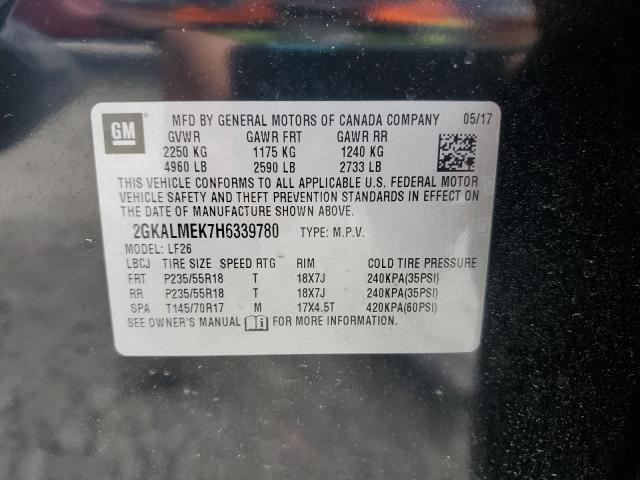 GM ® MFD BY GENERAL MOTORS OF CANADA COMPANY 05/17
GVWR GAWR FRT GAWR RR
2250 KG 1175 KG 1240 KG
4960 LB 2590 LB 2733 LB
THIS VEHICLE CONFORMS TO ALL APPLICABLE U.S. FEDERAL MOTOR
VEHICLE SAFETY AND THEFT PREVENTION STANDARDS IN EFFECT ON
THE DATE OF MANUFACTURE SHOWN ABOVE.
2GKALMEK7H6339780 TYPE: M.P.V.
MODEL: LF26
LBCJ TIRE SIZE SPEED RTG RIM COLD TIRE PRESSURE
FRT P235/55R18 T 18X7J 240KPA(35PSI)
RR P235/55R18 T 18X7J 240KPA(35PSI)
SPA T145/70R17 M 17X4.5T 420KPA(60PSI)
SEE OWNER'S MANUAL FOR MORE INFORMATION.